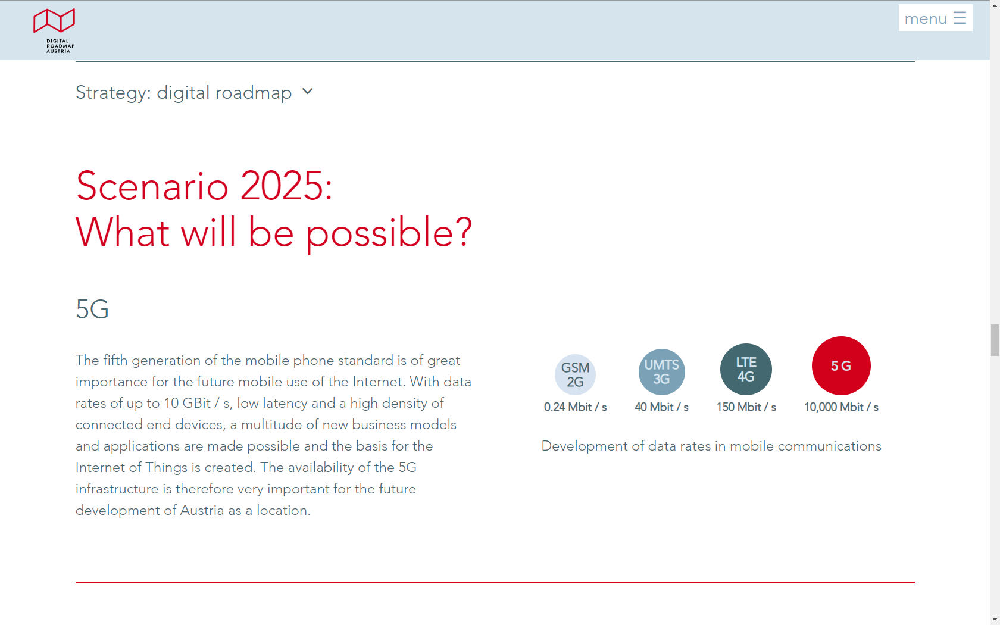 DIGITAL
ROADMAP
AUSTRIA
menu
Strategy: digital roadmap
Scenario 2025:
What will be possible?
5G
The fifth generation of the mobile phone standard is of great
importance for the future mobile use of the Internet. With data
rates of up to 10 GBit / s, low latency and a high density of
connected end devices, a multitude of new business models
and applications are made possible and the basis for the
Internet of Things is created. The availability of the 5G
infrastructure is therefore very important for the future
development of Austria as a location.
GSM
2G
0.24 Mbit / s
UMTS
3G
40 Mbit / s
LTE
4G
150 Mbit / s
5 G
10,000 Mbit / s
Development of data rates in mobile communications